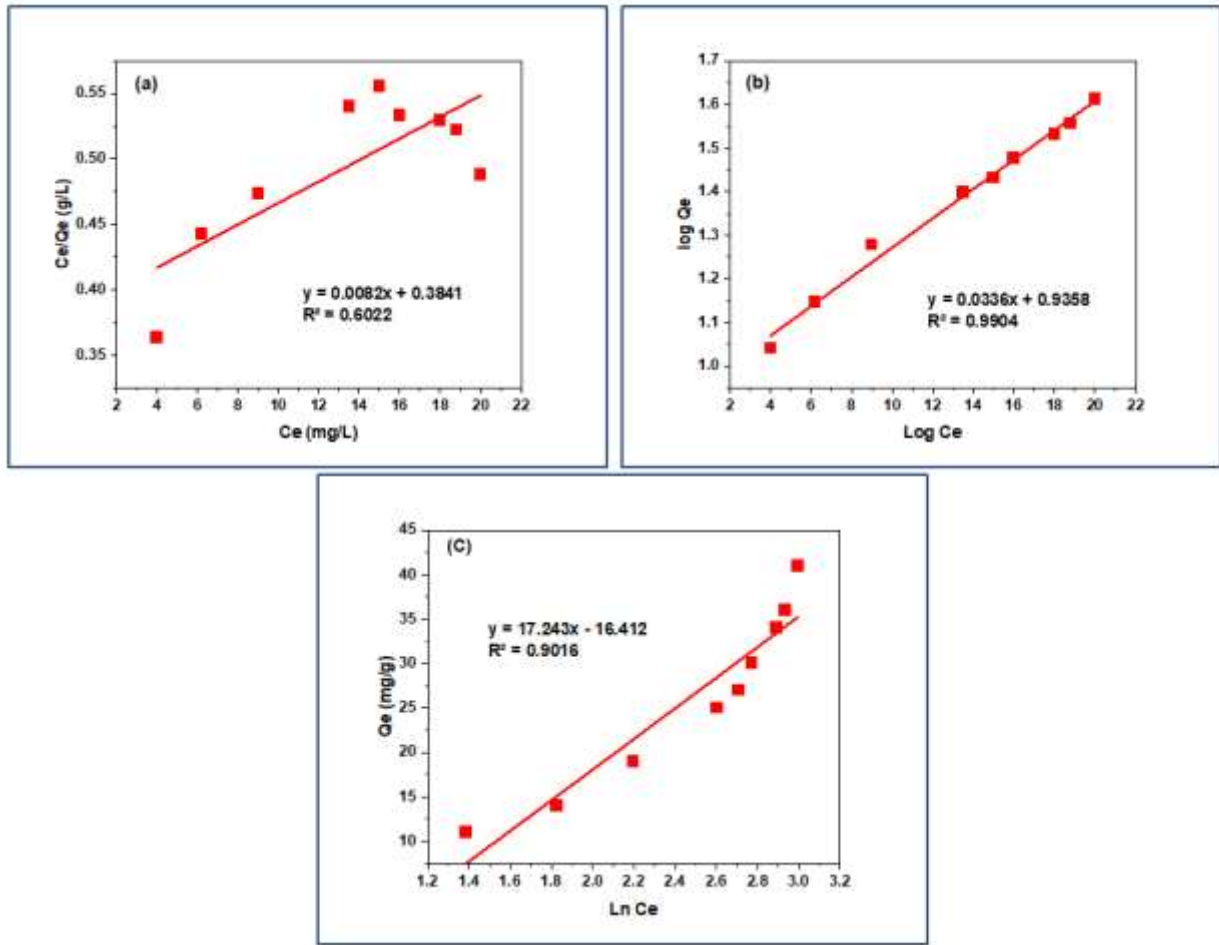 (a)
Ce/Qe (g/L)
0.55
0.50
0.45
0.40
0.35
y = 0.0082x + 0.3841
R² = 0.6022
2 4 6 8 10 12 14 16 18 20 22
Ce (mg/L)
(b)
log Qe
1.7
1.6
1.5
1.4
1.3
1.2
1.1
1.0
y = 0.0336x + 0.9358
R² = 0.9904
2 4 6 8 10 12 14 16 18 20 22
Log Ce
(C)
Qe (mg/g)
45
40
35
30
25
20
15
10
y = 17.243x - 16.412
R² = 0.9016
1.2 1.4 1.6 1.8 2.0 2.2 2.4 2.6 2.8 3.0 3.2
Ln Ce